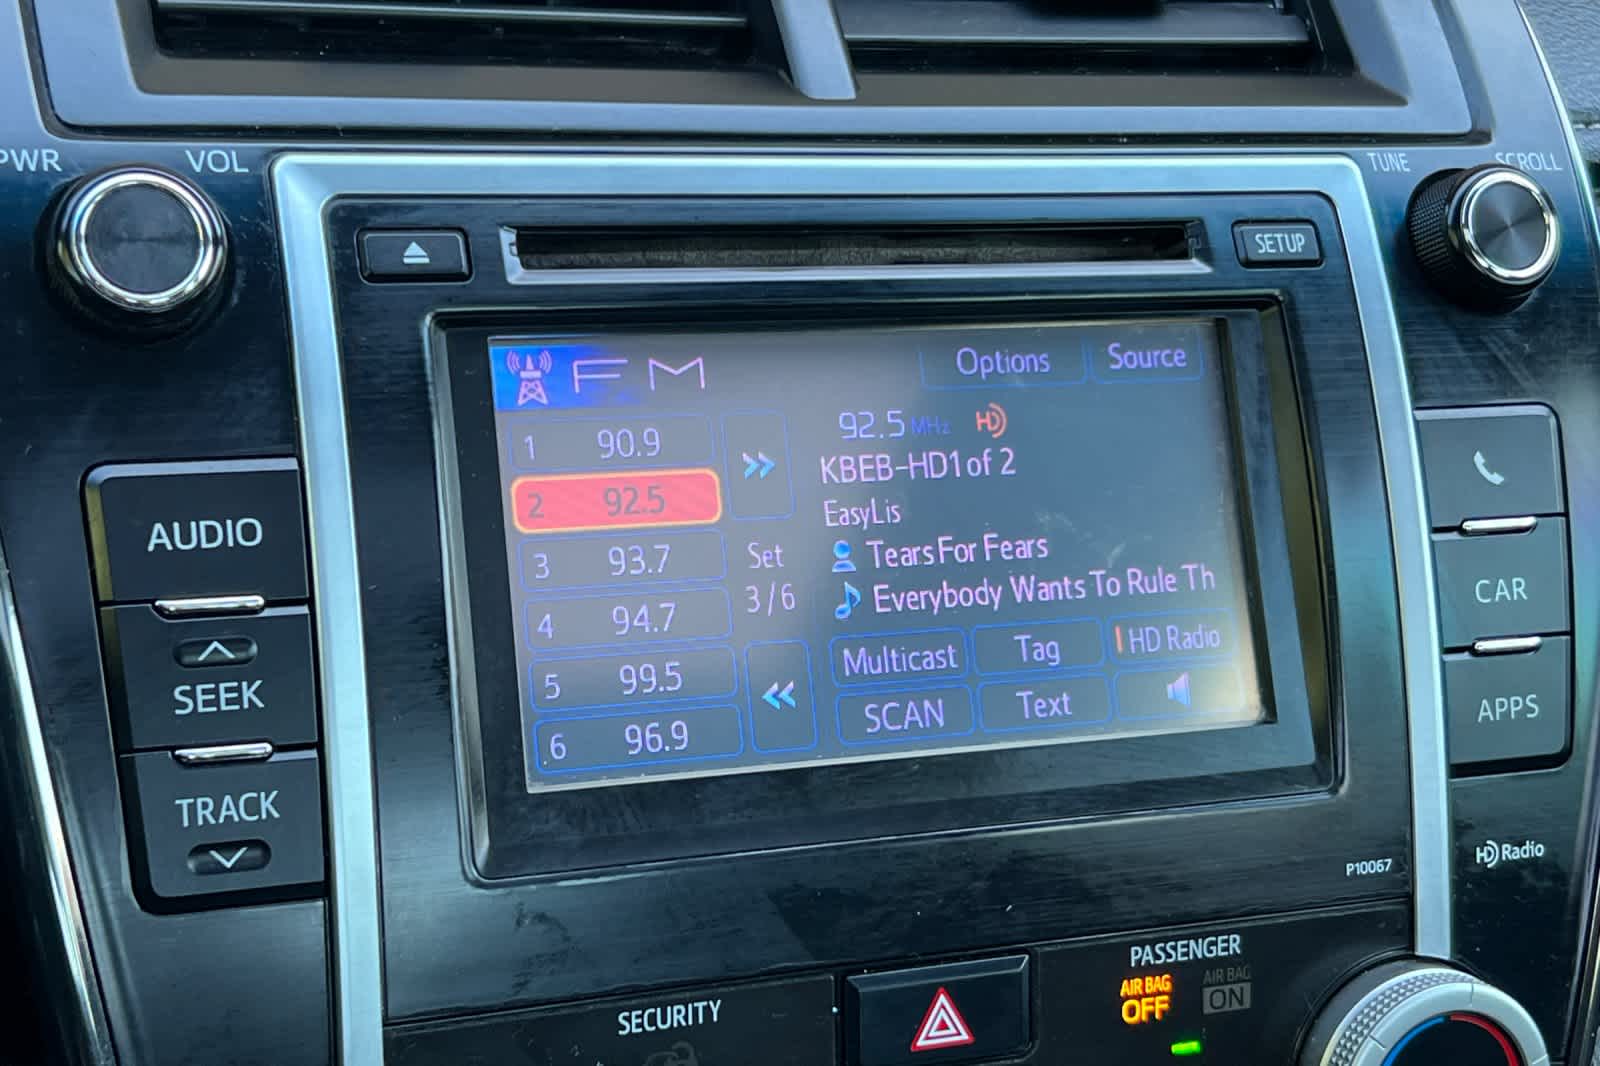 PWR
VOL
TUNE
SCROLL
SETUP
FM
Options
Source
1 90.9
2 92.5
3 93.7
4 94.7
5 99.5
6 96.9
Set
3/6
92.5 MHz HD
KBEB-HD1 of 2
EasyLis
Tears For Fears
Everybody Wants To Rule Th
Multicast
Tag
HD Radio
SCAN
Text
AUDIO
SEEK
TRACK
CAR
APPS
P10067
HD Radio
SECURITY
PASSENGER
AIR BAG
OFF
AIR BAG
ON